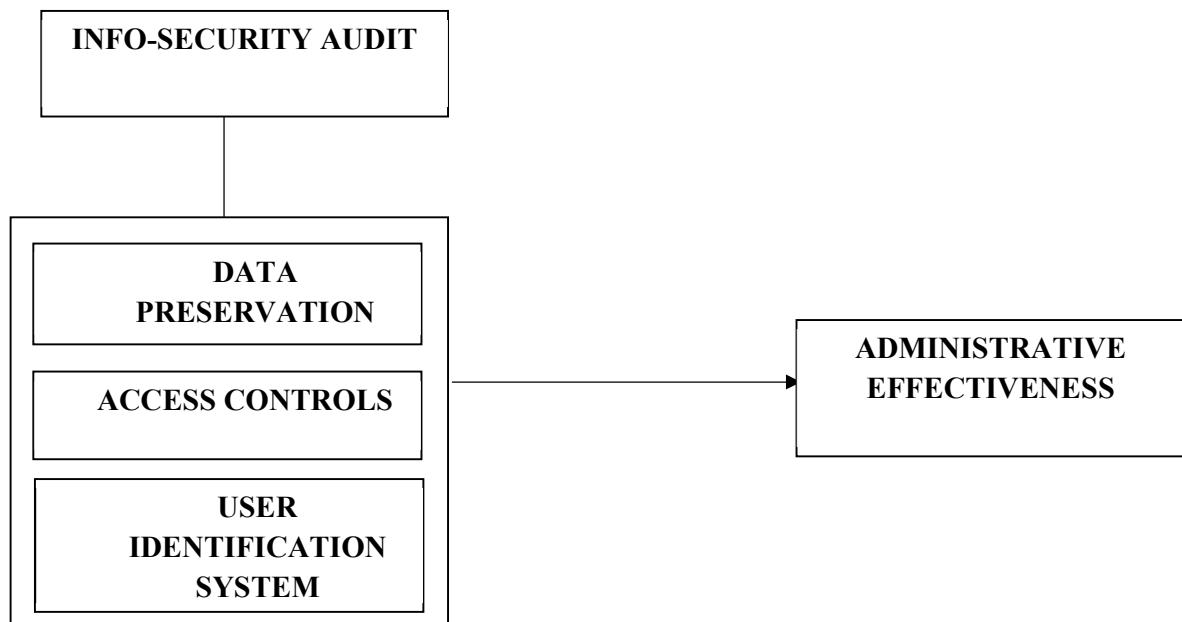 INFO-SECURITY AUDIT
DATA
PRESERVATION
ACCESS CONTROLS
USER
IDENTIFICATION
SYSTEM
ADMINISTRATIVE
EFFECTIVENESS